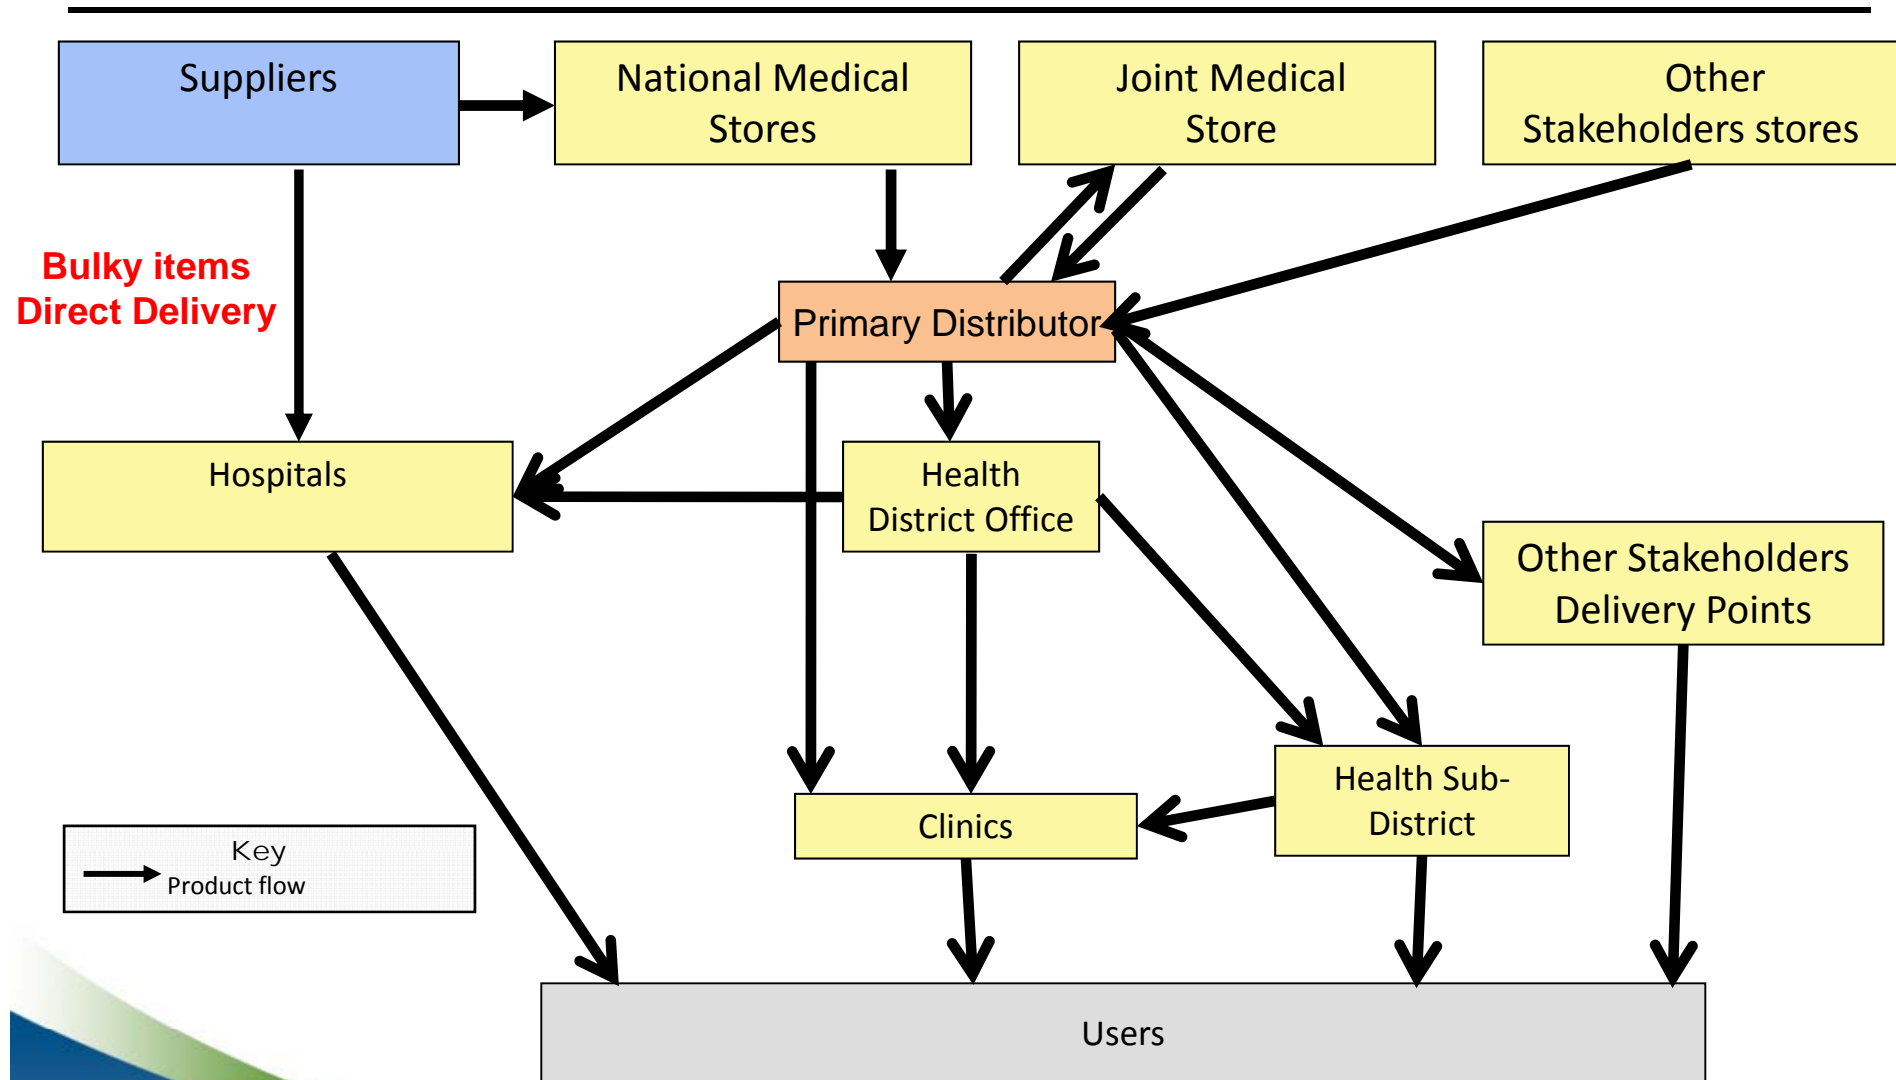 Suppliers
National Medical
Stores
Joint Medical
Store
Other
Stakeholders stores
Bulky items
Direct Delivery
Primary Distributor
Hospitals
Health
District Office
Other Stakeholders
Delivery Points
Health Sub-
District
Clinics
Key
Product flow
Users